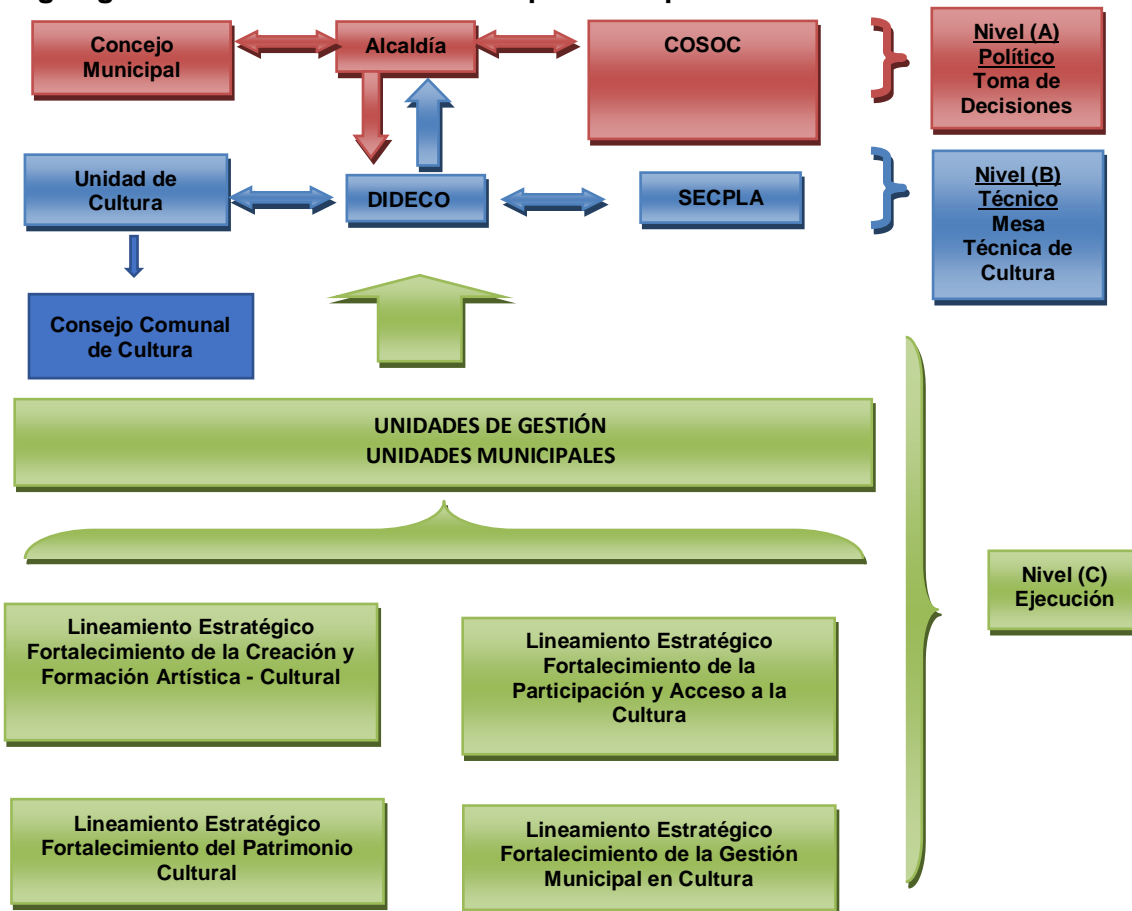 Concejo
Municipal
Alcaldía
COSOC
Nivel (A)
Político
Toma de
Decisiones
Unidad de
Cultura
DIDECO
SECPLA
Nivel (B)
Técnico
Mesa
Técnica de
Cultura
Consejo Comunal
de Cultura
UNIDADES DE GESTIÓN
UNIDADES MUNICIPALES
Nivel (C)
Ejecución
Lineamiento Estratégico
Fortalecimiento de la Creación y
Formación Artística - Cultural
Lineamiento Estratégico
Fortalecimiento de la
Participación y Acceso a la
Cultura
Lineamiento Estratégico
Fortalecimiento del Patrimonio
Cultural
Lineamiento Estratégico
Fortalecimiento de la Gestión
Municipal en Cultura